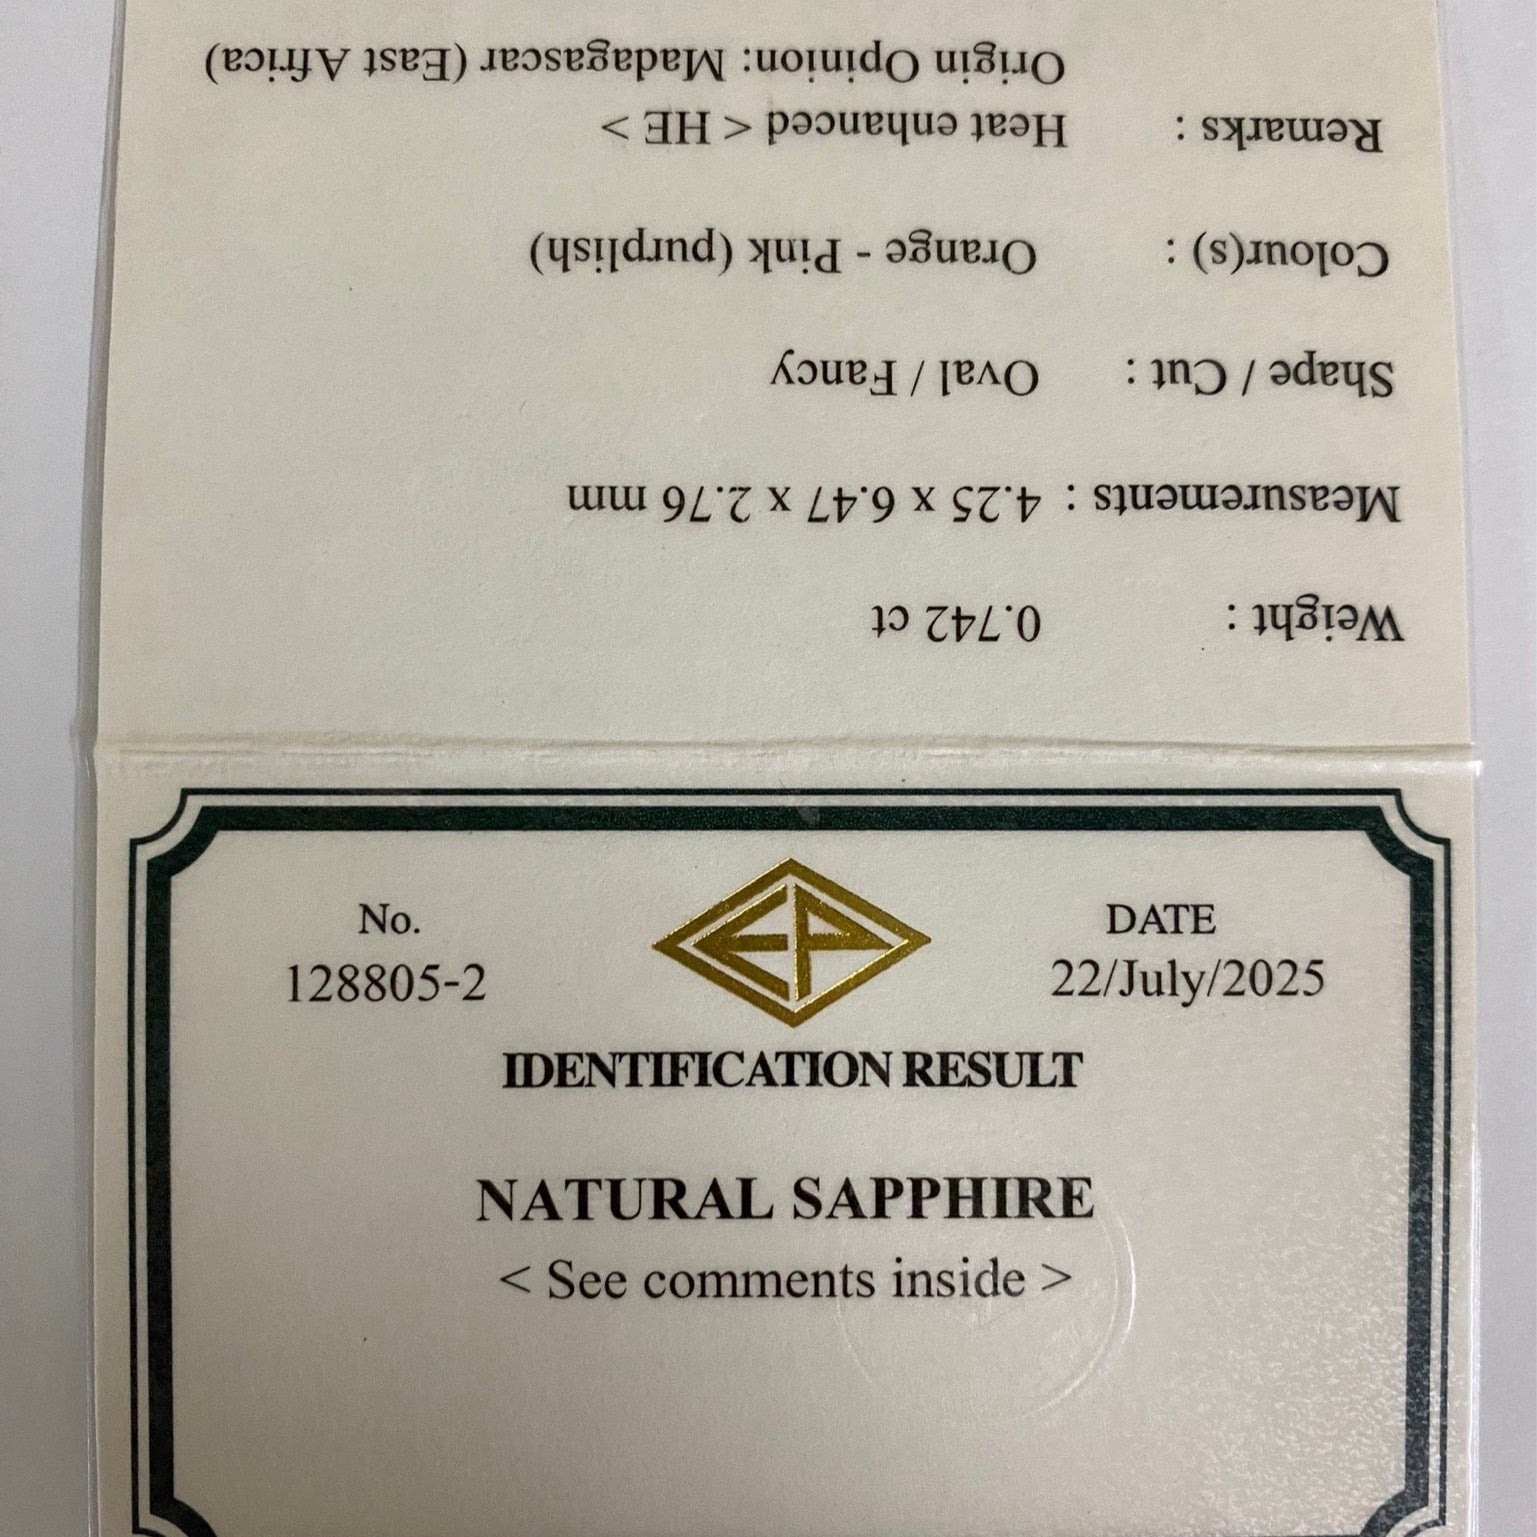 Weight : 0.742 ct
Measurements : 4.25 x 6.47 x 2.76 mm
Shape / Cut : Oval / Fancy
Colour(s) : Orange - Pink (purplish)
Remarks : Heat enhanced < HE >
Origin Opinion: Madagascar (East Africa)
EP
No. DATE
128805-2 22/July/2025
IDENTIFICATION RESULT
NATURAL SAPPHIRE
< See comments inside >